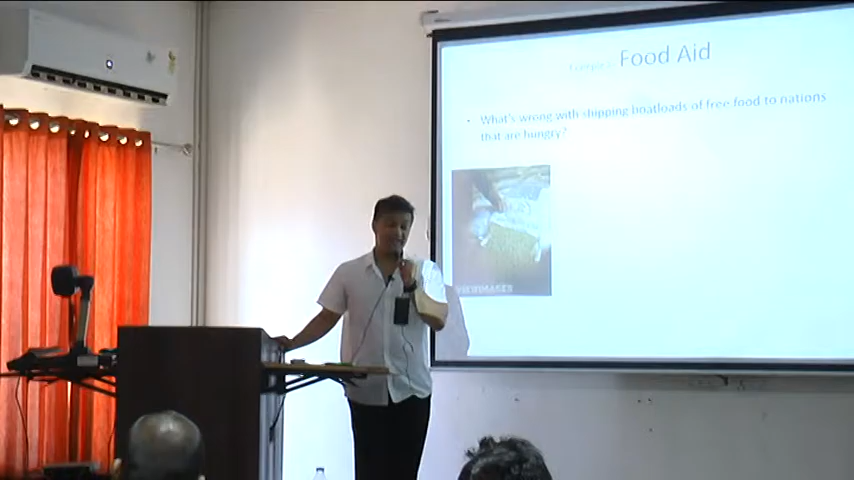 Food Aid
• What's wrong with shipping boatloads of free food to nations
that are hungry?